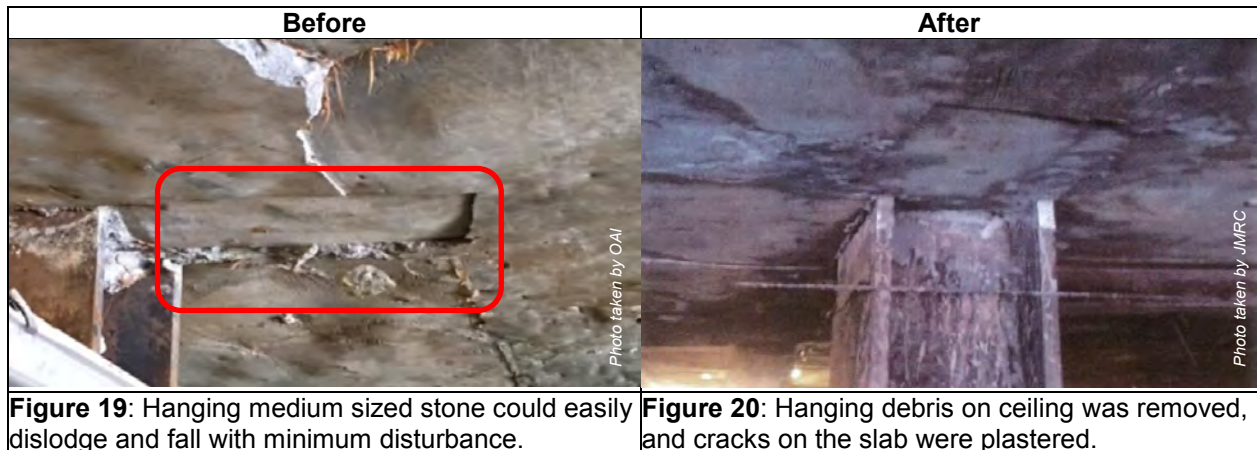 Before
After
Photo taken by OAI
Photo taken by JMRC
Figure 19: Hanging medium sized stone could easily
dislodge and fall with minimum disturbance.
Figure 20: Hanging debris on ceiling was removed,
and cracks on the slab were plastered.